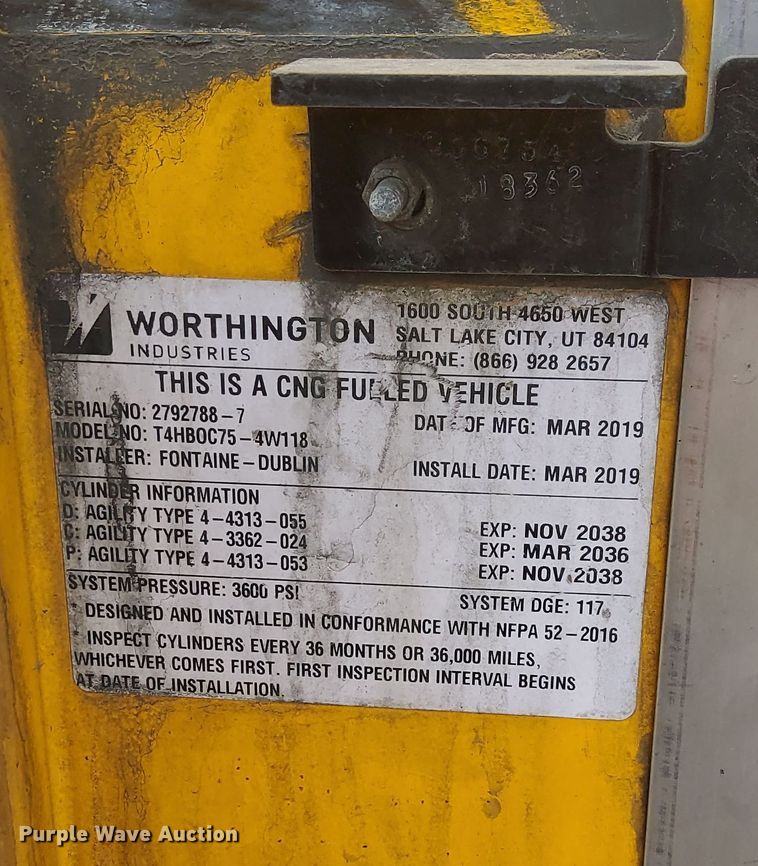 18362
WORTHINGTON
INDUSTRIES
1600 SOUTH 4650 WEST
SALT LAKE CITY, UT 84104
PHONE: (866) 928 2657
THIS IS A CNG FUELED VEHICLE
SERIAL NO: 2792788-7
DATE OF MFG: MAR 2019
MODEL NO: T4HBOC75-4W118
INSTALLER: FONTAINE-DUBLIN
INSTALL DATE: MAR 2019
CYLINDER INFORMATION
D: AGILITY TYPE 4-4313-055 EXP: NOV 2038
C: AGILITY TYPE 4-3362-024 EXP: MAR 2036
P: AGILITY TYPE 4-4313-053 EXP: NOV 2038
SYSTEM PRESSURE: 3600 PSI
SYSTEM DGE: 117
* DESIGNED AND INSTALLED IN CONFORMANCE WITH NFPA 52-2016
* INSPECT CYLINDERS EVERY 36 MONTHS OR 36,000 MILES,
WHICHEVER COMES FIRST. FIRST INSPECTION INTERVAL BEGINS
AT DATE OF INSTALLATION.
Purple Wave Auction